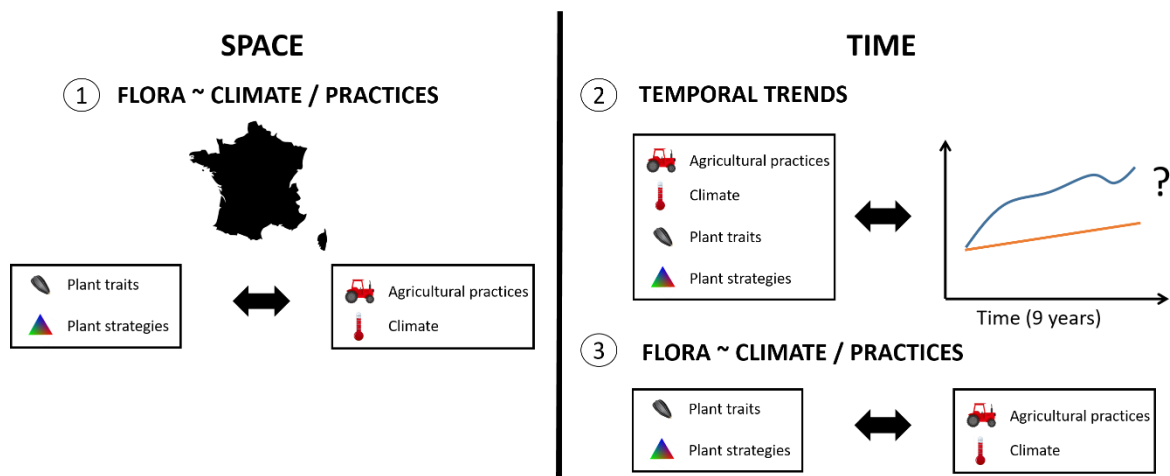 SPACE
1 FLORA ~ CLIMATE / PRACTICES
Plant traits
Plant strategies
Agricultural practices
Climate
TIME
2 TEMPORAL TRENDS
Agricultural practices
Climate
Plant traits
Plant strategies
?
Time (9 years)
3 FLORA ~ CLIMATE / PRACTICES
Plant traits
Plant strategies
Agricultural practices
Climate